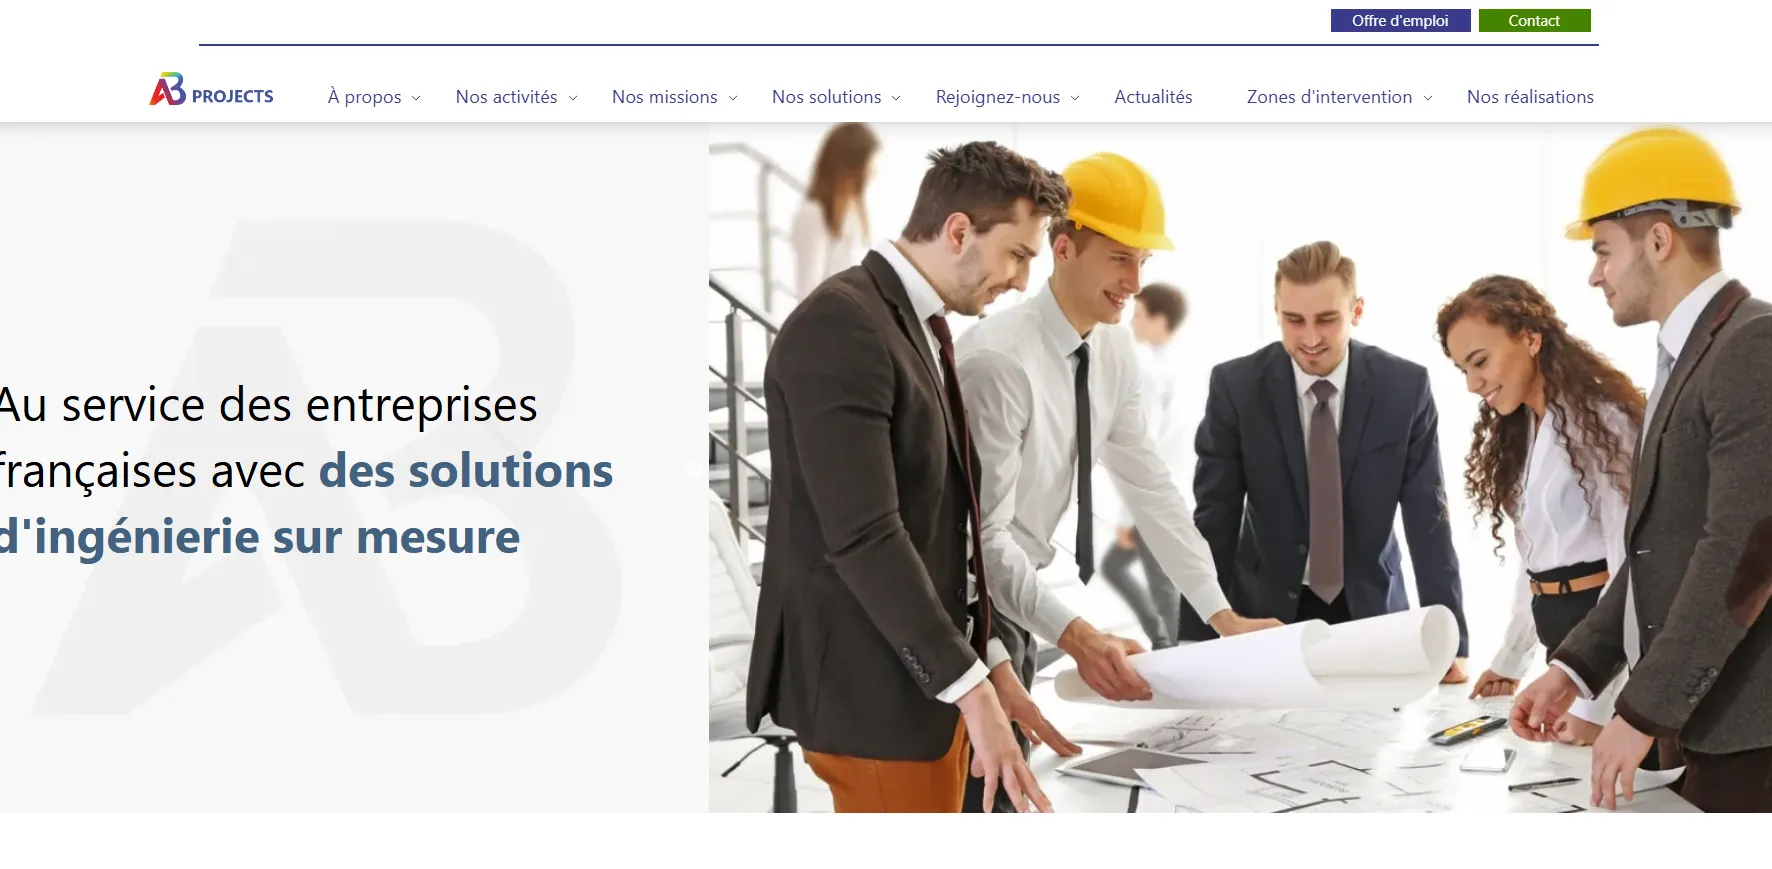 Offre d'emploi Contact
AB PROJECTS À propos Nos activités Nos missions Nos solutions Rejoignez-nous Actualités Zones d'intervention Nos réalisations
Au service des entreprises
françaises avec des solutions
d'ingénierie sur mesure